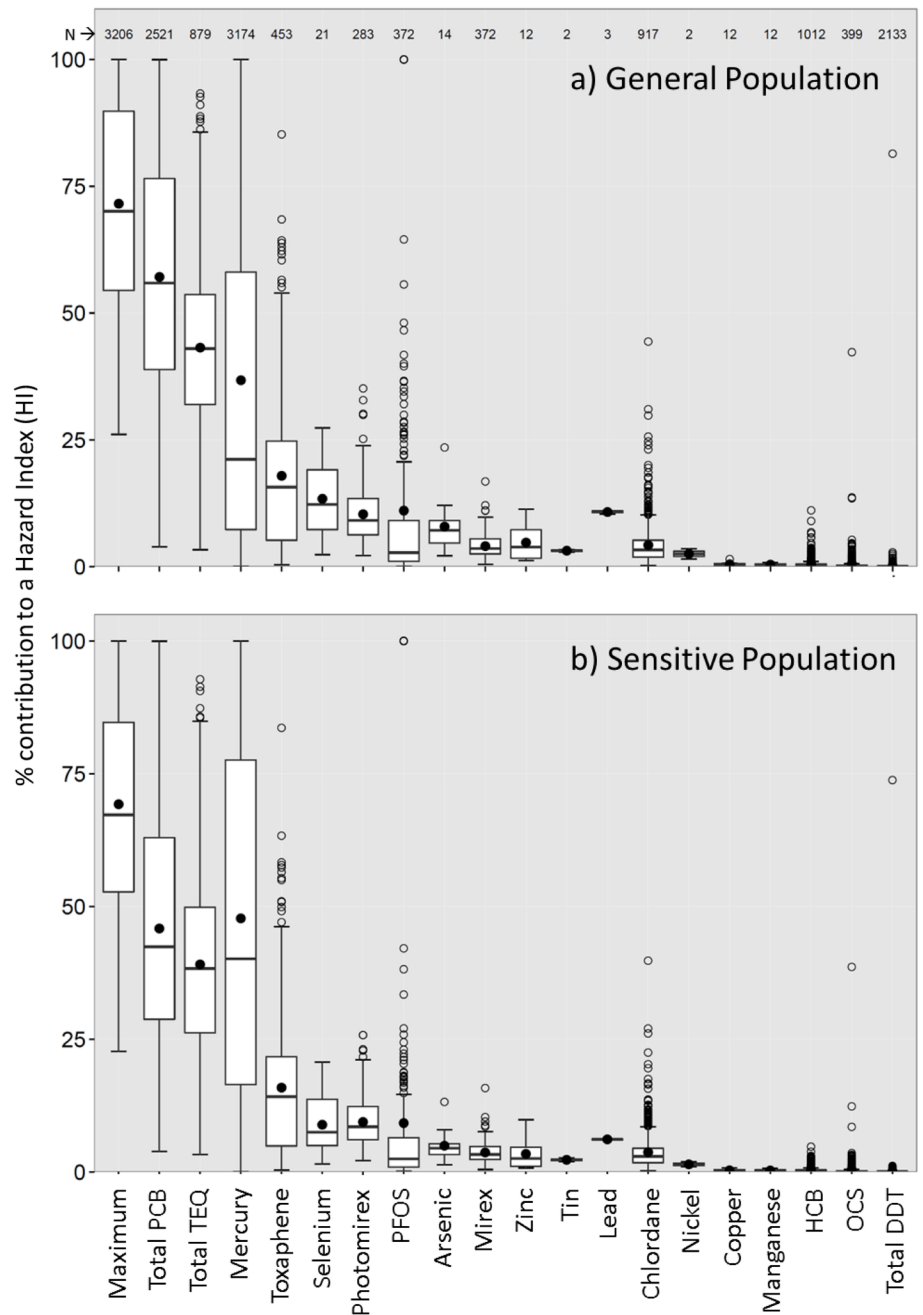 N → 3206 2521 879 3174 453 21 283 372 14 372 12 2 3 917 2 12 12 1012 399 2133
a) General Population
100
75
50
25
0
% contribution to a Hazard Index (HI)
b) Sensitive Population
100
75
50
25
0
Maximum
Total PCB
Total TEQ
Mercury
Toxaphene
Selenium
Photomirex
PFOS
Arsenic
Mirex
Zinc
Tin
Lead
Chlordane
Nickel
Copper
Manganese
HCB
OCS
Total DDT